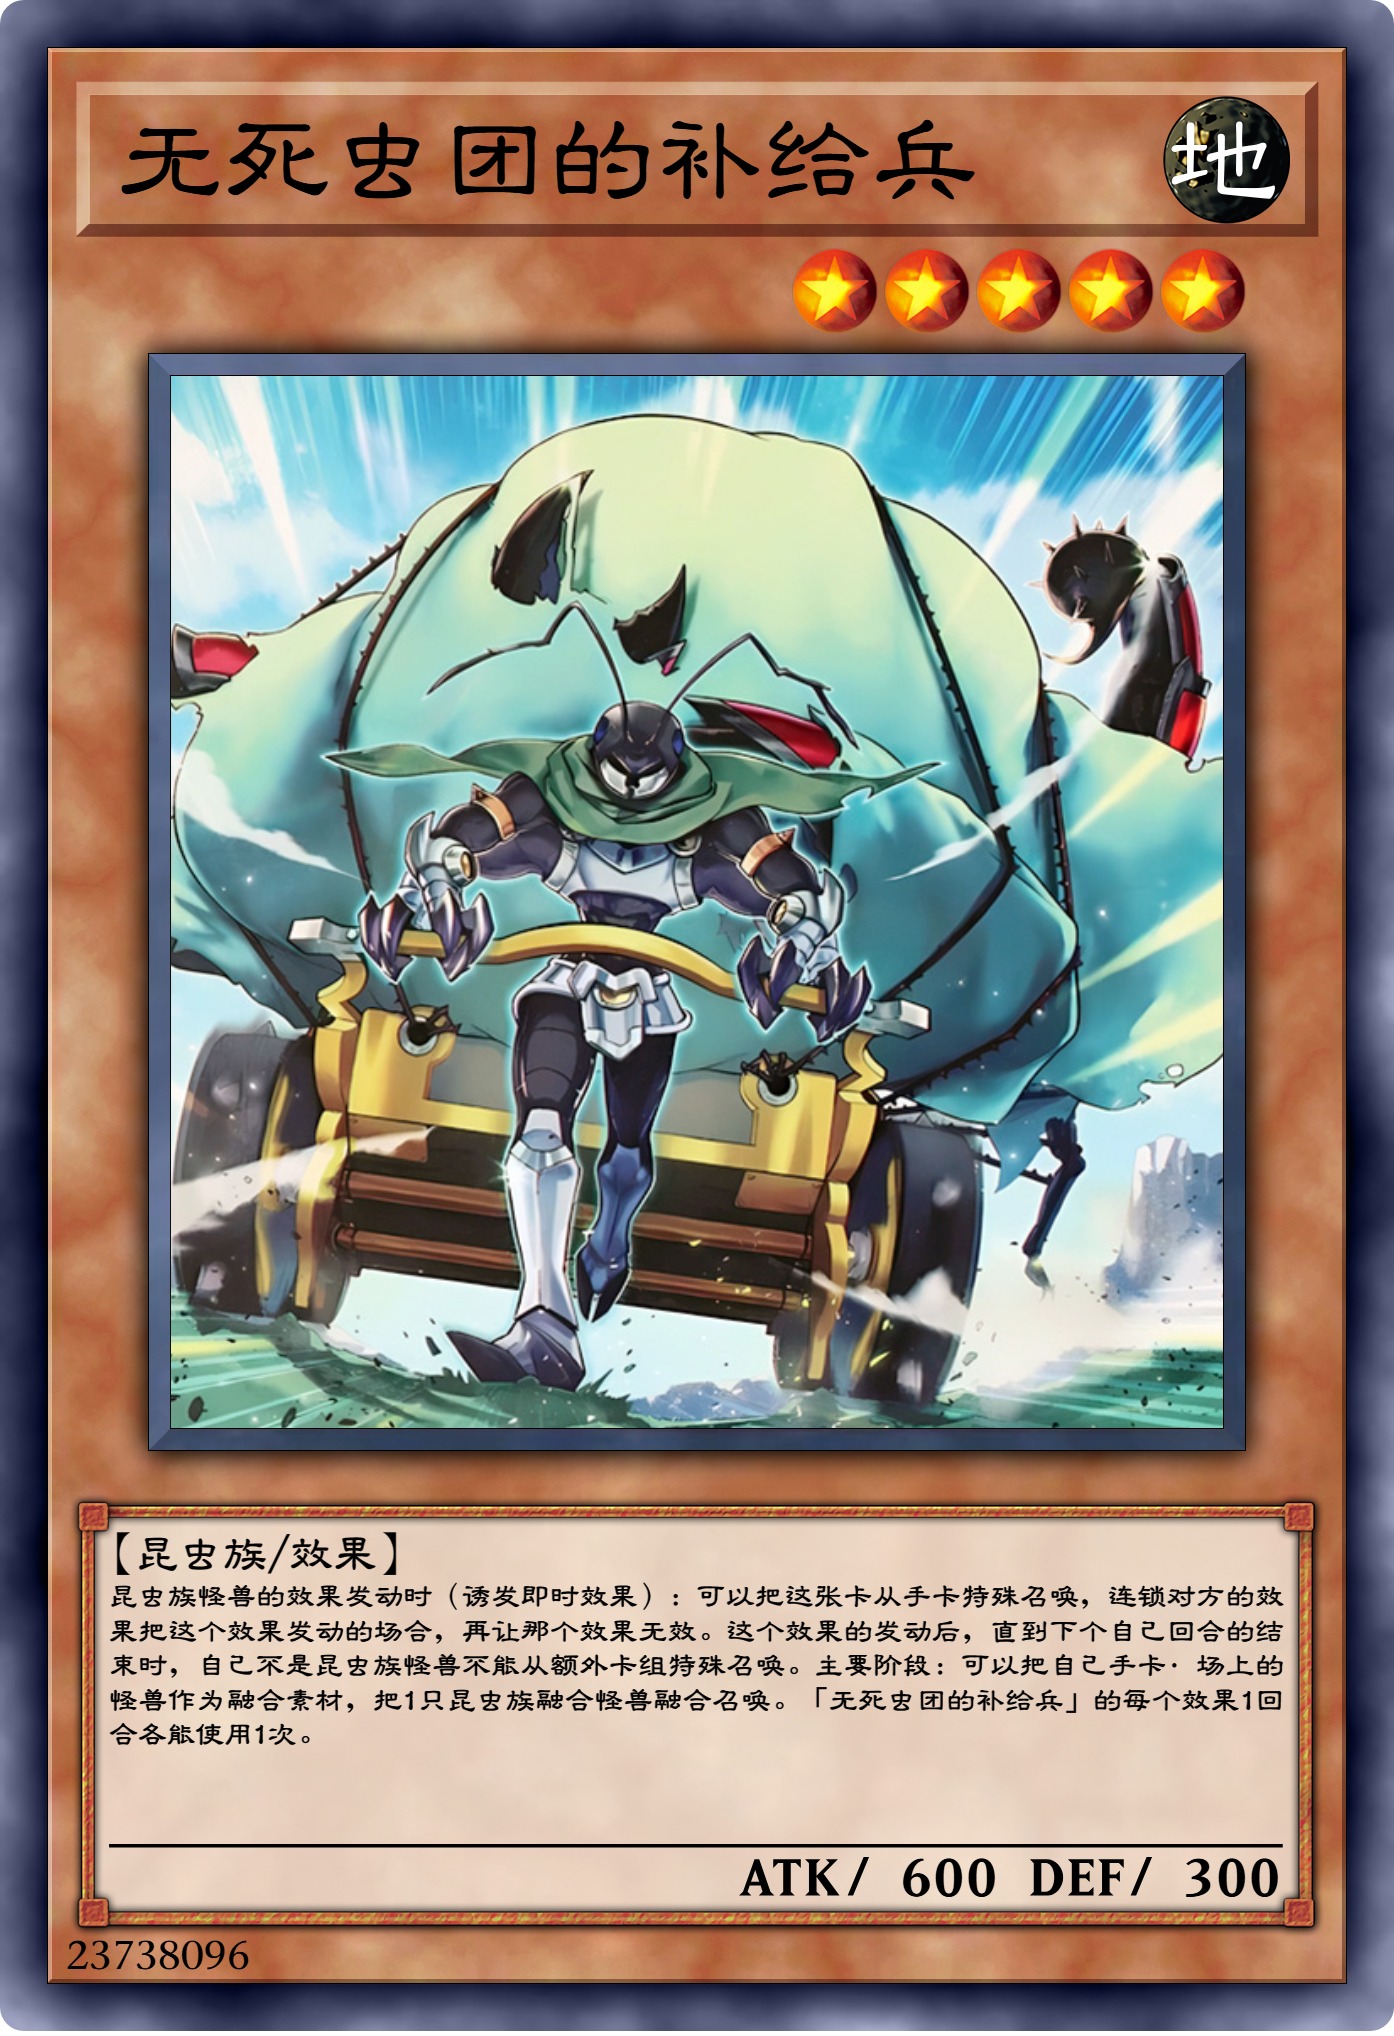 无死虫团的补给兵
地
【昆虫族/效果】
昆虫族怪兽的效果发动时（诱发即时效果）：可以把这张卡从手卡特殊召唤，连锁对方的效
果把这个效果发动的场合，再让那个效果无效。这个效果的发动后，直到下个自己回合的结
束时，自己不是昆虫族怪兽不能从额外卡组特殊召唤。主要阶段：可以把自己手卡·场上的
怪兽作为融合素材，把1只昆虫族融合怪兽融合召唤。「无死虫团的补给兵」的每个效果1回
合各能使用1次。
ATK/ 600 DEF/ 300
23738096